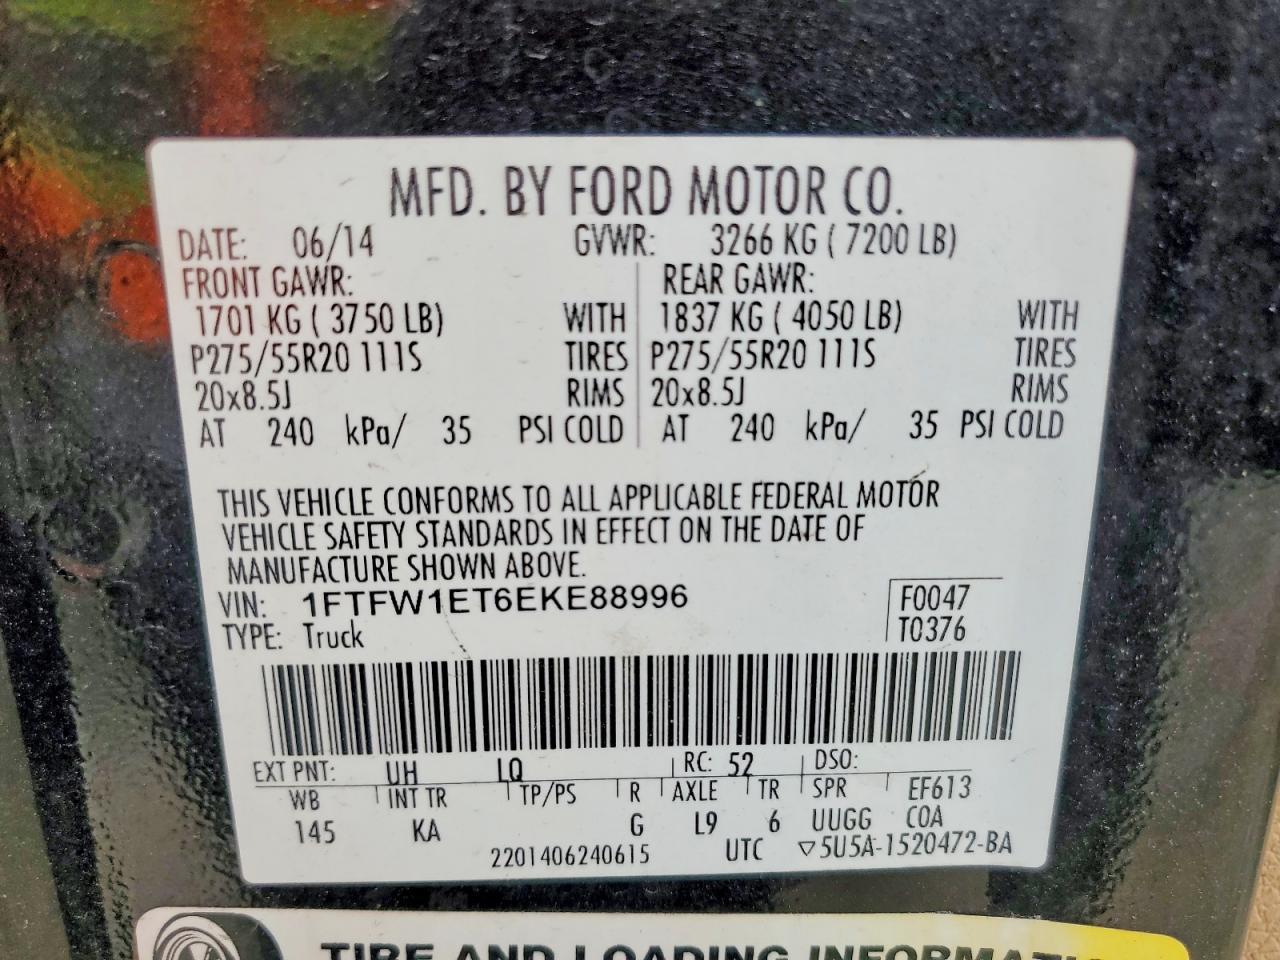 MFD. BY FORD MOTOR CO.
DATE: 06/14 GVWR: 3266 KG ( 7200 LB)
FRONT GAWR: REAR GAWR:
1701 KG ( 3750 LB) WITH 1837 KG ( 4050 LB) WITH
P275/55R20 111S TIRES P275/55R20 111S TIRES
20x8.5J RIMS 20x8.5J RIMS
AT 240 kPa/ 35 PSI COLD AT 240 kPa/ 35 PSI COLD
THIS VEHICLE CONFORMS TO ALL APPLICABLE FEDERAL MOTOR
VEHICLE SAFETY STANDARDS IN EFFECT ON THE DATE OF
MANUFACTURE SHOWN ABOVE.
VIN: 1FTFW1ET6EKE88996 F0047
TYPE: Truck T0376
EXT PNT: UH LQ RC: 52 DSO:
WB INT TR TP/PS R AXLE TR SPR EF613
145 KA G L9 6 UUGG COA
2201406240615 UTC ▽5U5A-1520472-BA
TIRE AND LOADING INFORMATI